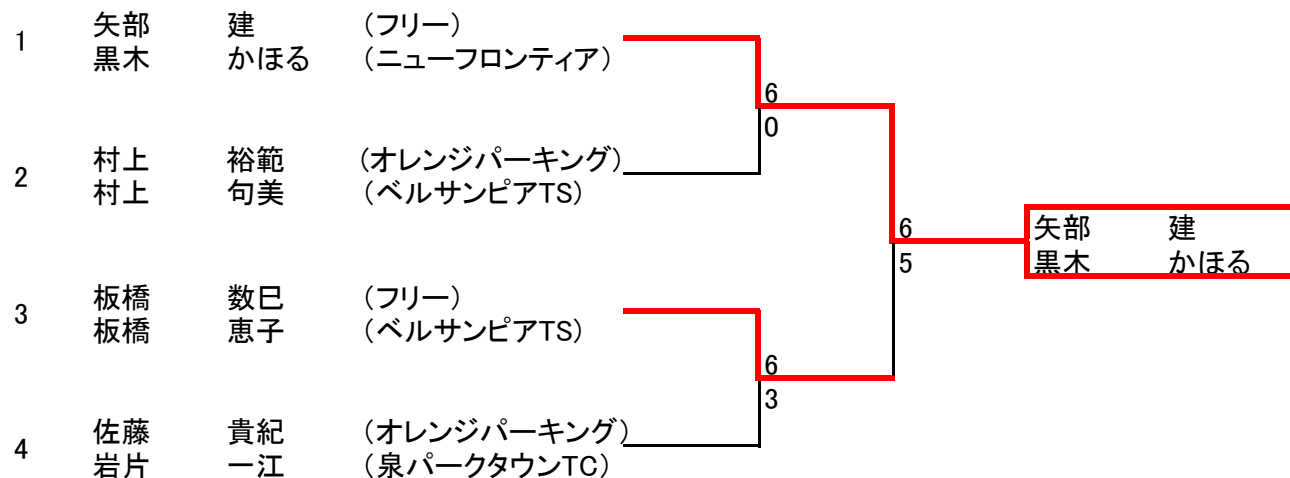 1
矢部 建 (フリー)
黒木 かほる (ニューフロンティア)
6
0
2
村上 裕範 (オレンジパーキング)
村上 句美 (ベルサンピアTS)
6
5
矢部 建
黒木 かほる
3
板橋 数巳 (フリー)
板橋 恵子 (ベルサンピアTS)
6
3
4
佐藤 貴紀 (オレンジパーキング)
岩片 一江 (泉パークタウンTC)